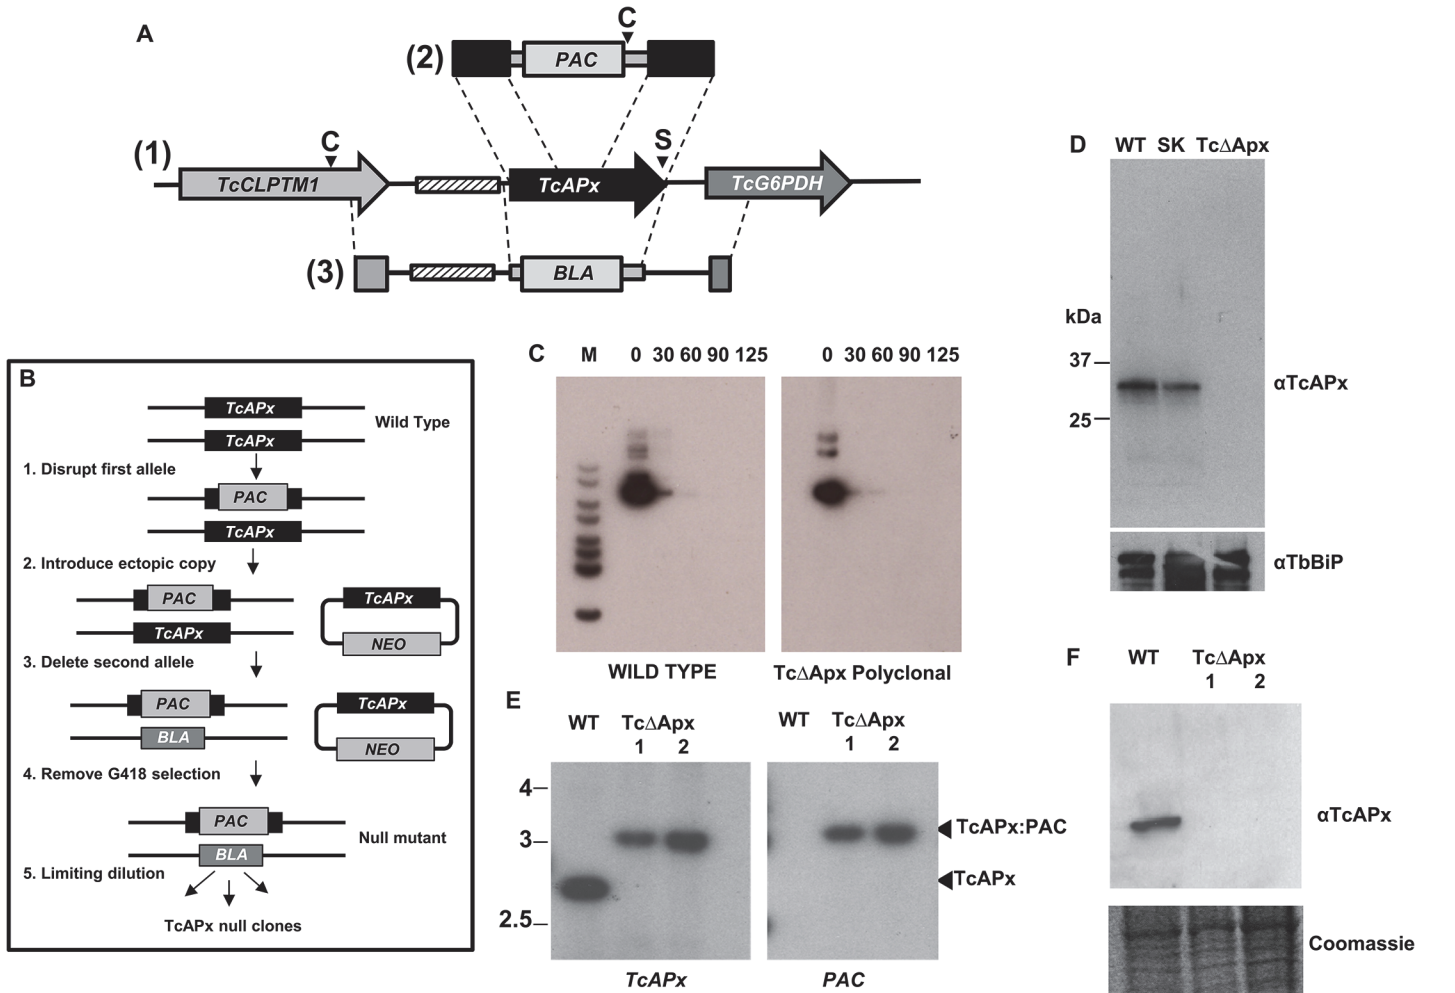 A
C
(2)
PAC
(1)
C
S
TcCLPTM1
TcAPx
TcG6PDH
(3)
BLA
B
TcAPx
Wild Type
TcAPx
1. Disrupt first allele
PAC
TcAPx
2. Introduce ectopic copy
PAC
TcAPx
TcAPx
NEO
3. Delete second allele
PAC
TcAPx
BLA
NEO
4. Remove G418 selection
PAC
Null mutant
BLA
5. Limiting dilution
TcAPx null clones
C
M 0 30 60 90 125
0 30 60 90 125
WILD TYPE
TcΔApx Polyclonal
D
WT SK TcΔApx
kDa
37
αTcAPx
25
αTbBiP
E
WT TcΔApx
1 2
WT TcΔApx
1 2
4
3
2.5
TcAPx:PAC
TcAPx
TcAPx
PAC
F
WT TcΔApx
1 2
αTcAPx
Coomassie